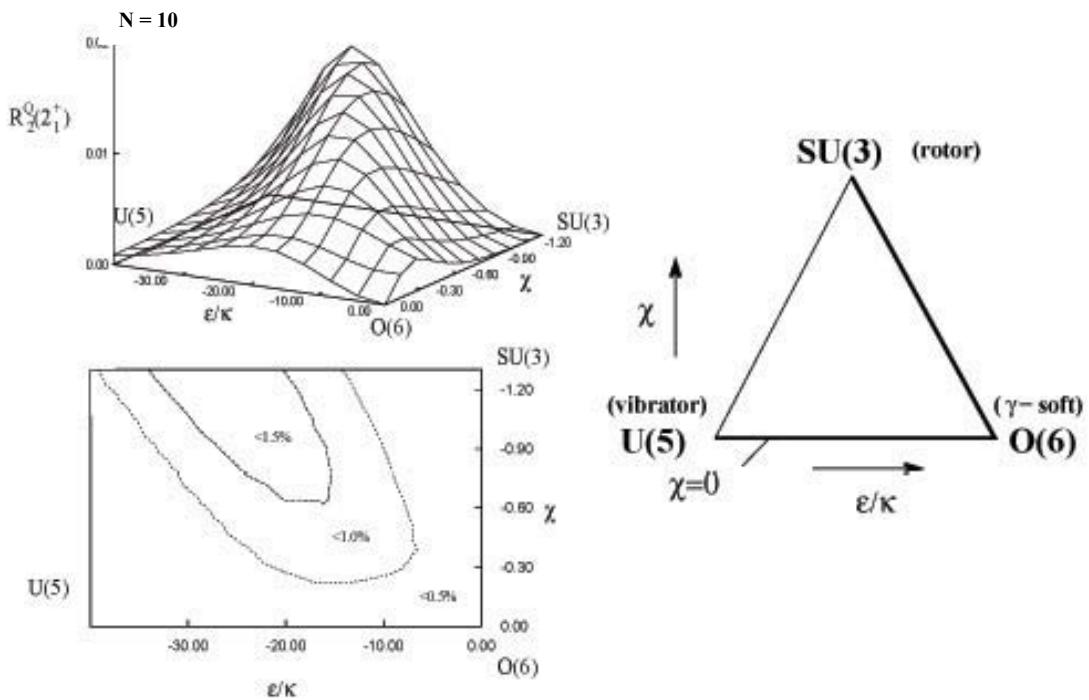 N = 10
R₂^Q(2₁⁺)
0.01
0.00
U(5)
SU(3)
-30.00
-20.00
-10.00
0.00
ε/κ
O(6)
0.00
-0.30
-0.60
-0.90
-1.20
χ
SU(3)
<1.5%
<1.0%
<0.5%
-1.20
-0.90
-0.60
-0.30
0.00
χ
U(5)
-30.00
-20.00
-10.00
0.00
ε/κ
O(6)
SU(3) (rotor)
χ
(vibrator)
U(5)
(γ-soft)
O(6)
χ=0
ε/κ